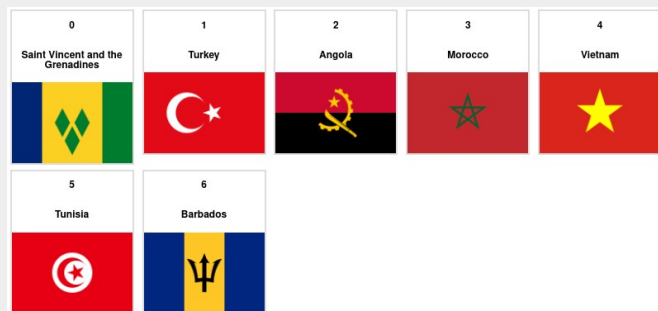 0
Saint Vincent and the
Grenadines
1
Turkey
2
Angola
3
Morocco
4
Vietnam
5
Tunisia
6
Barbados